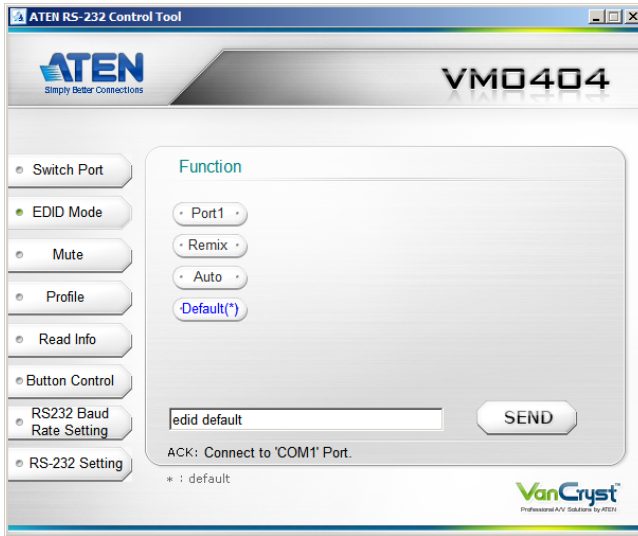 ATEN RS-232 Control Tool
ATEN
Simply Better Connections
VM0404
Switch Port
EDID Mode
Mute
Profile
Read Info
Button Control
RS232 Baud
Rate Setting
RS-232 Setting
Function
Port1
Remix
Auto
Default(*)
edid default
SEND
ACK: Connect to 'COM1' Port.
* : default
VanCryst™
Professional A/V Solutions by ATEN